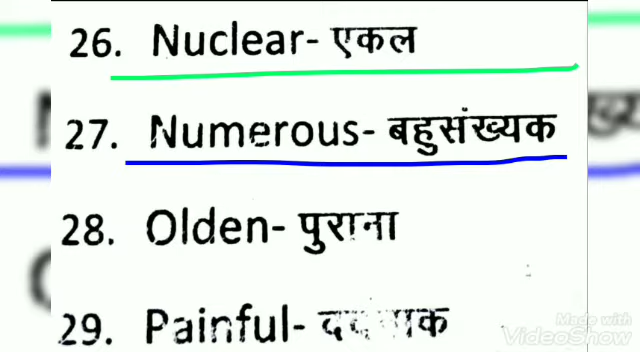 26. Nuclear- एकल
27. Numerous- बहुसंख्यक
28. Olden- पुराना
29. Painful-
Made with
VideoShow